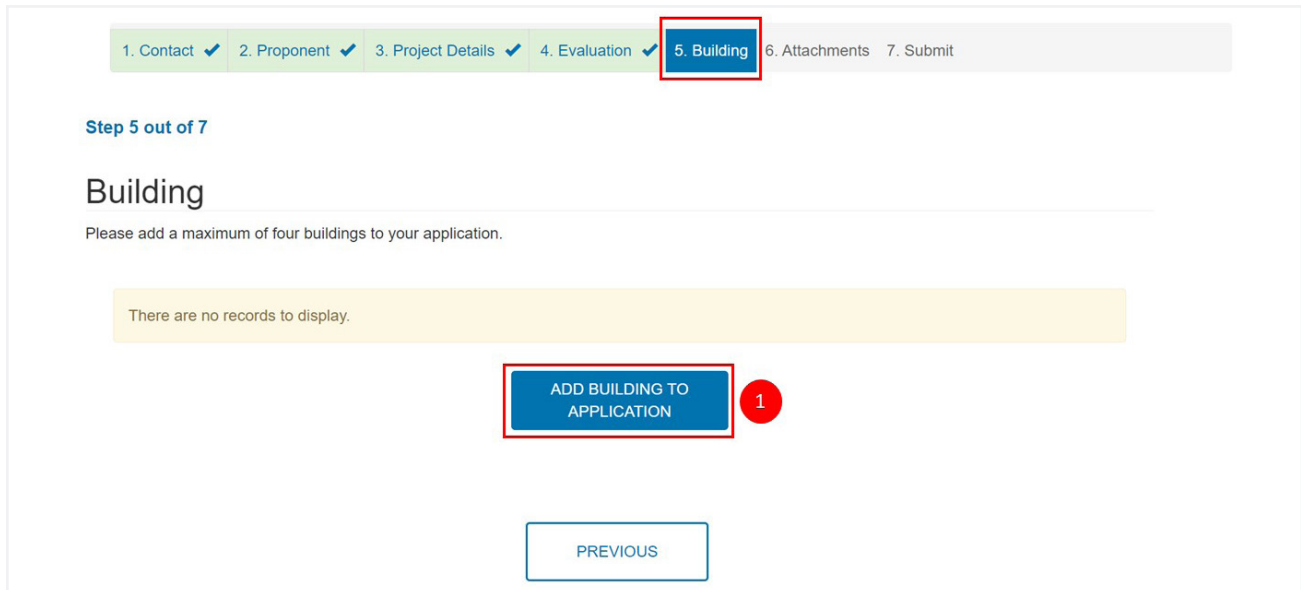 1. Contact ✔ 2. Proponent ✔ 3. Project Details ✔ 4. Evaluation ✔ 5. Building 6. Attachments 7. Submit
Step 5 out of 7
Building
Please add a maximum of four buildings to your application.
There are no records to display.
ADD BUILDING TO
APPLICATION
1
PREVIOUS